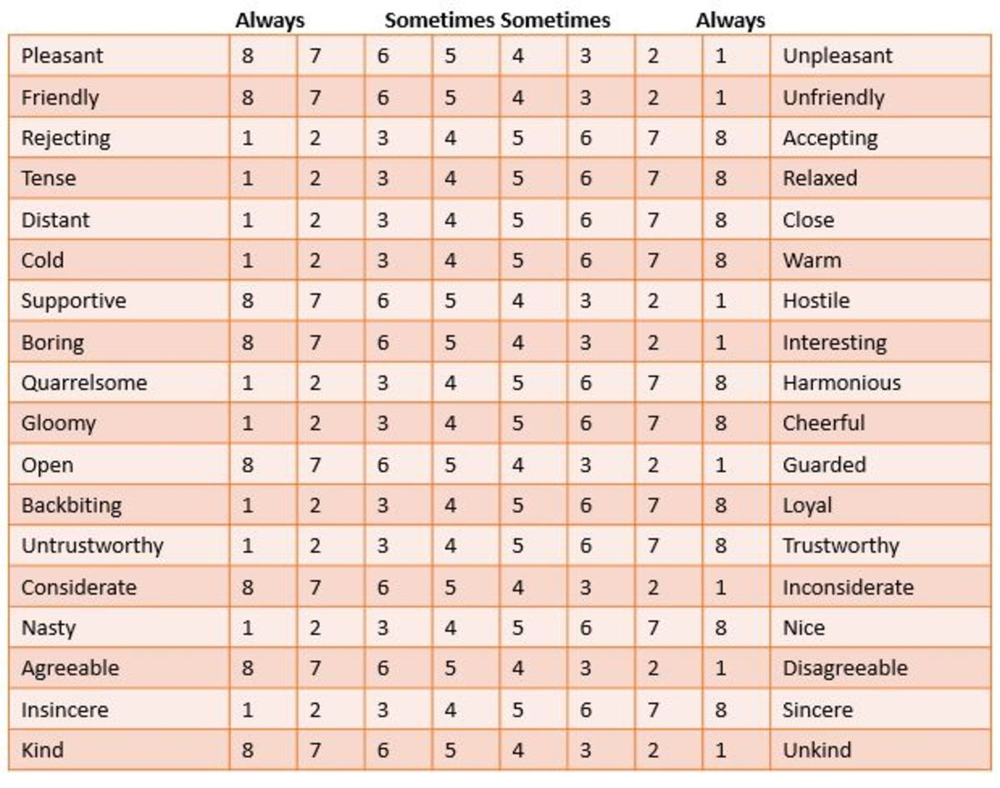 Always Sometimes Sometimes Always
Pleasant 8 7 6 5 4 3 2 1 Unpleasant
Friendly 8 7 6 5 4 3 2 1 Unfriendly
Rejecting 1 2 3 4 5 6 7 8 Accepting
Tense 1 2 3 4 5 6 7 8 Relaxed
Distant 1 2 3 4 5 6 7 8 Close
Cold 1 2 3 4 5 6 7 8 Warm
Supportive 8 7 6 5 4 3 2 1 Hostile
Boring 8 7 6 5 4 3 2 1 Interesting
Quarrelsome 1 2 3 4 5 6 7 8 Harmonious
Gloomy 1 2 3 4 5 6 7 8 Cheerful
Open 8 7 6 5 4 3 2 1 Guarded
Backbiting 1 2 3 4 5 6 7 8 Loyal
Untrustworthy 1 2 3 4 5 6 7 8 Trustworthy
Considerate 8 7 6 5 4 3 2 1 Inconsiderate
Nasty 1 2 3 4 5 6 7 8 Nice
Agreeable 8 7 6 5 4 3 2 1 Disagreeable
Insincere 1 2 3 4 5 6 7 8 Sincere
Kind 8 7 6 5 4 3 2 1 Unkind